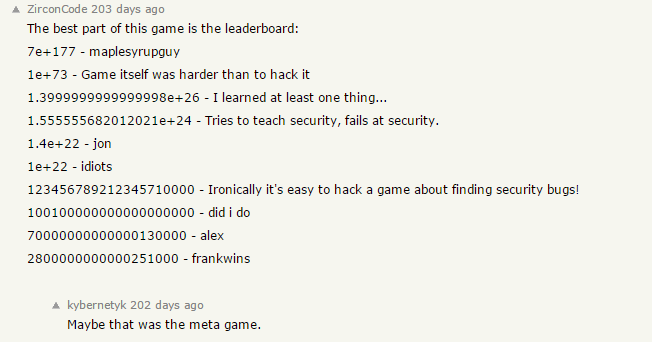 ZirconCode 203 days ago
The best part of this game is the leaderboard:
7e+177 - maplesyrupguy
1e+73 - Game itself was harder than to hack it
1.3999999999999998e+26 - I learned at least one thing...
1.555555682012021e+24 - Tries to teach security, fails at security.
1.4e+22 - jon
1e+22 - idiots
123456789212345710000 - Ironically it's easy to hack a game about finding security bugs!
100100000000000000000 - did i do
70000000000000130000 - alex
2800000000000251000 - frankwins
kybernetyk 202 days ago
Maybe that was the meta game.